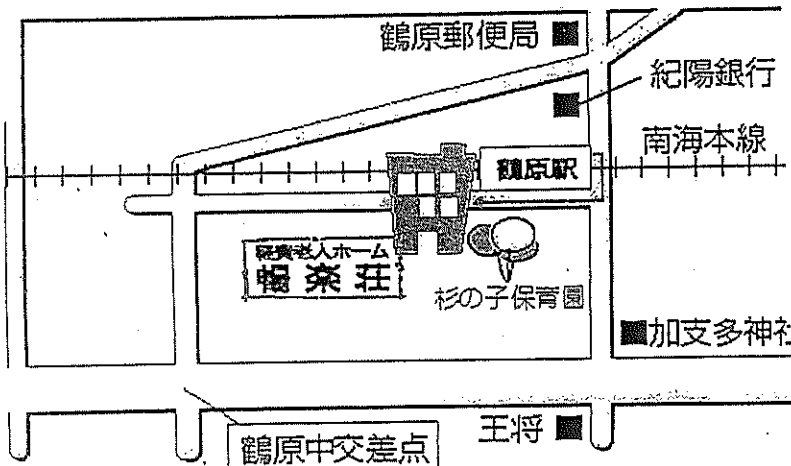 鶴原郵便局
紀陽銀行
南海本線
鶴原駅
軽費老人ホーム
楽荘
杉の子保育園
加支多神社
王将
鶴原中交差点